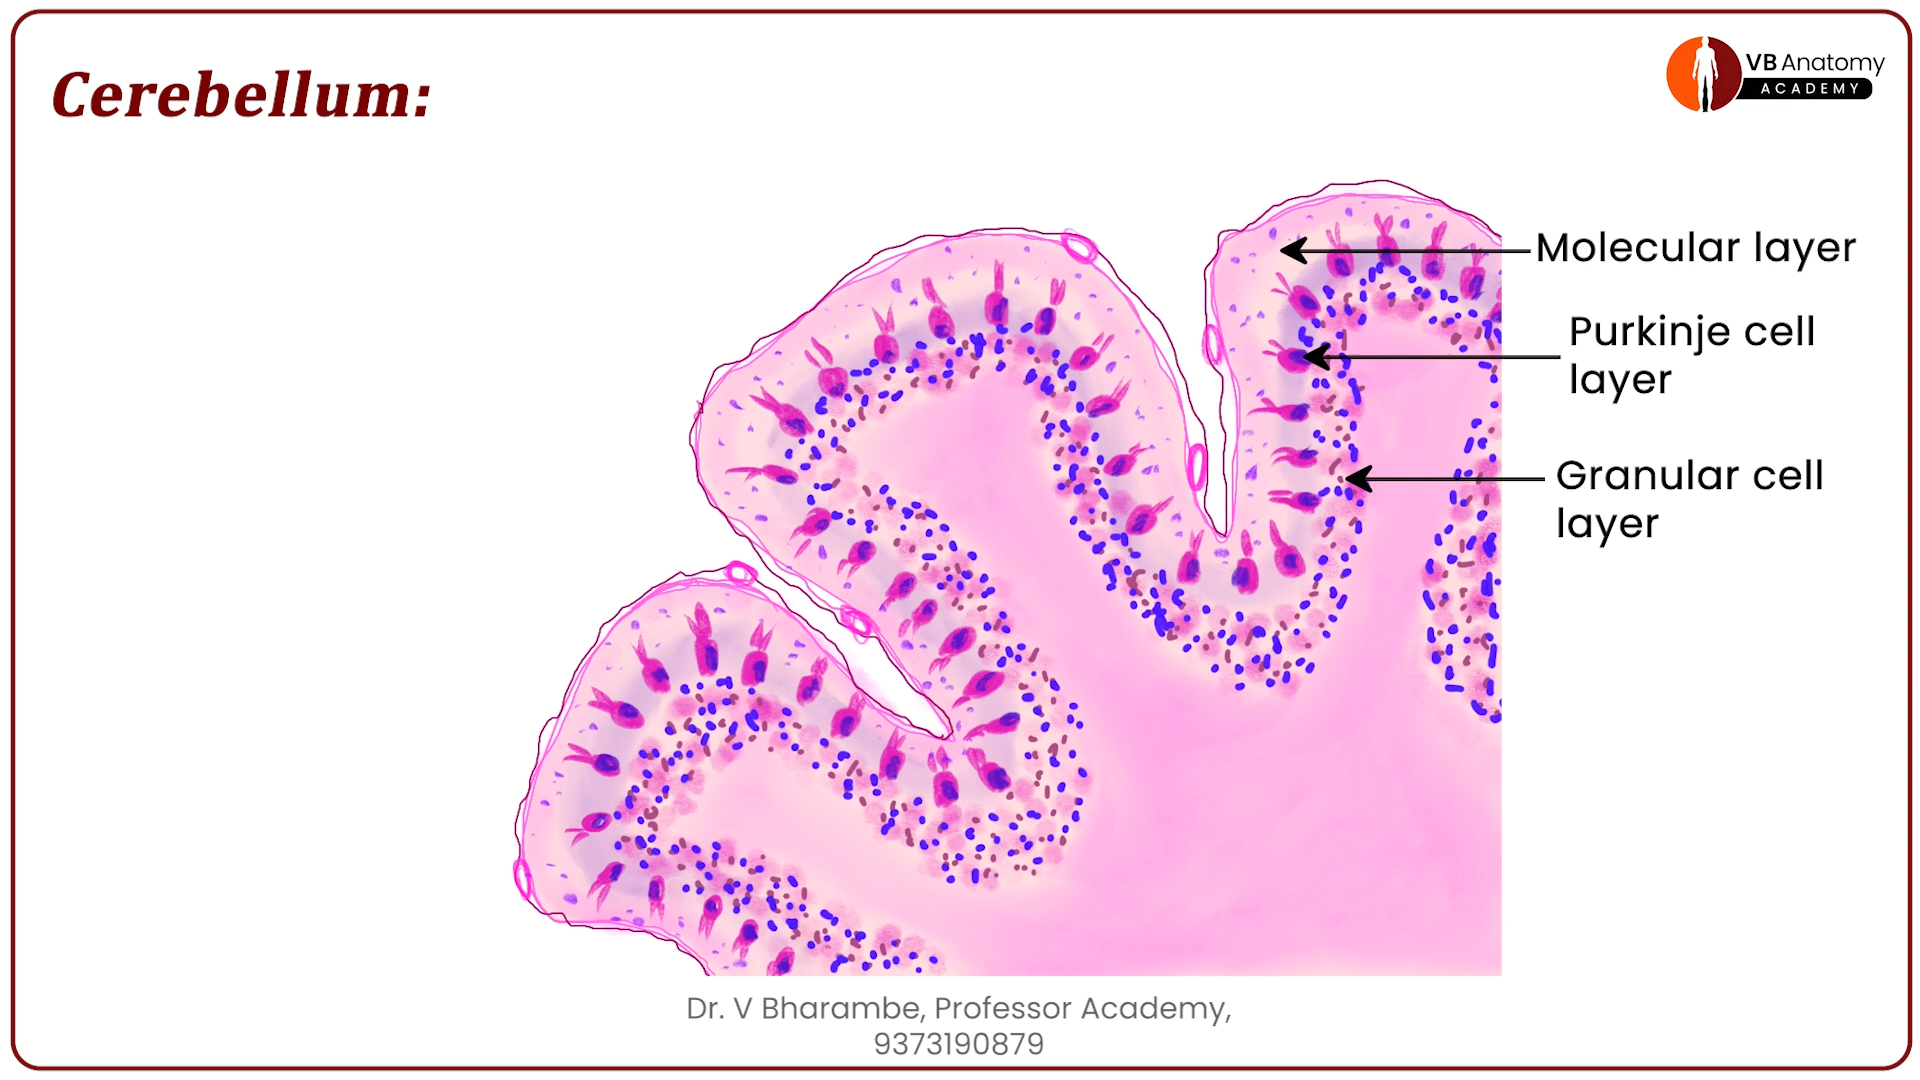 Cerebellum:
VB Anatomy
ACADEMY
Molecular layer
Purkinje cell
layer
Granular cell
layer
Dr. V Bharambe, Professor Academy,
9373190879